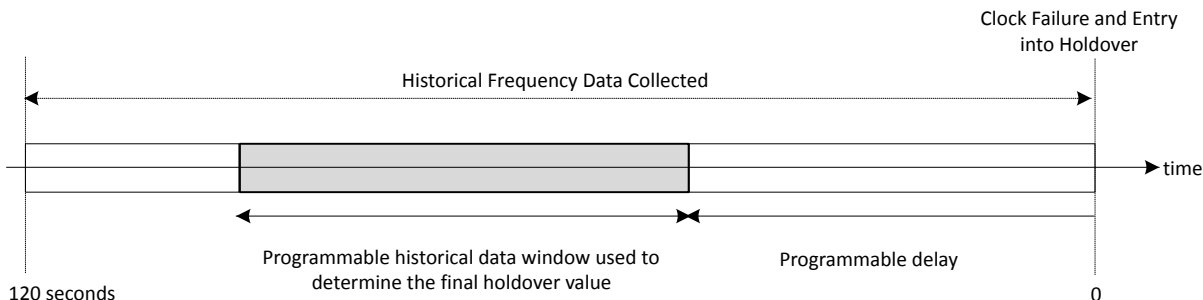 Clock Failure and Entry
into Holdover
Historical Frequency Data Collected
time
Programmable historical data window used to
determine the final holdover value
Programmable delay
120 seconds
0